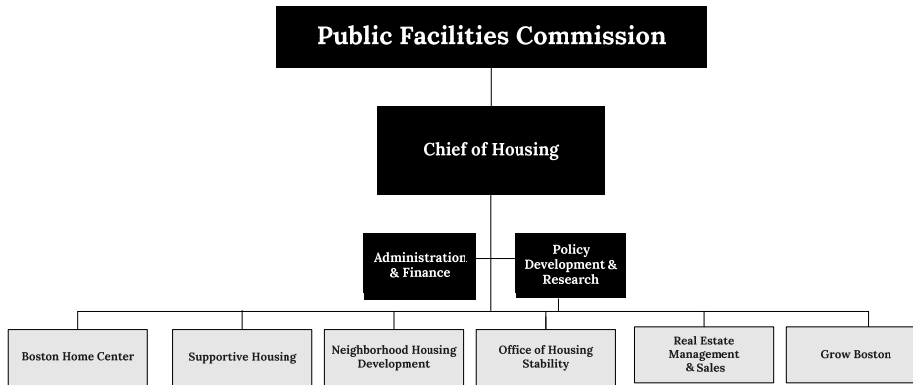 Public Facilities Commission
Chief of Housing
Administration
& Finance
Policy
Development &
Research
Boston Home Center
Supportive Housing
Neighborhood Housing
Development
Office of Housing
Stability
Real Estate
Management
& Sales
Grow Boston